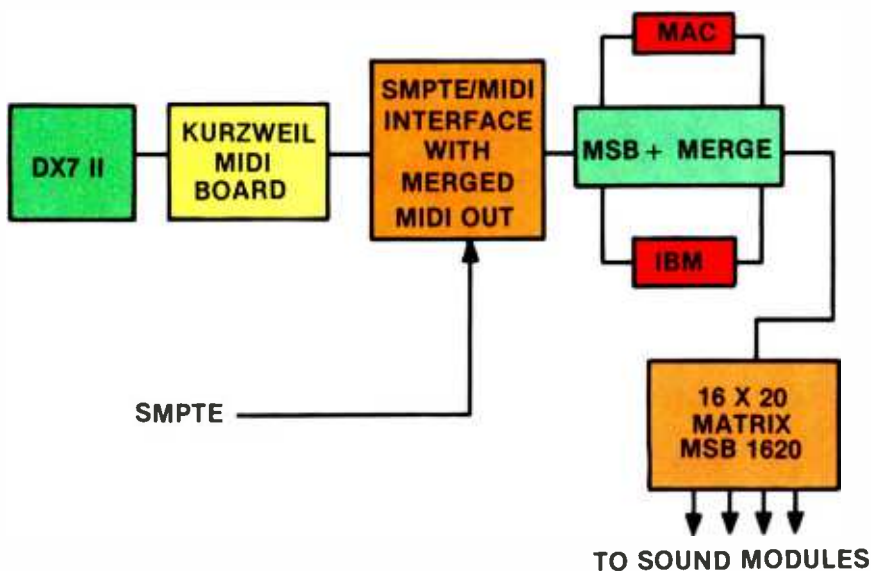 DX7 II
KURZWEIL
MIDI
BOARD
SMPTE/MIDI
INTERFACE
WITH
MERGED
MIDI OUT
MAC
MSB + MERGE
IBM
SMPTE
16 X 20
MATRIX
MSB 1620
TO SOUND MODULES